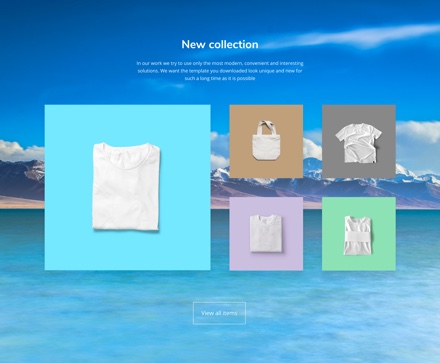 New collection
In our work we try to use only the most modern, convenient and interesting
solutions. We want the template you downloaded look unique and new for
such a long time as it is possible
View all items